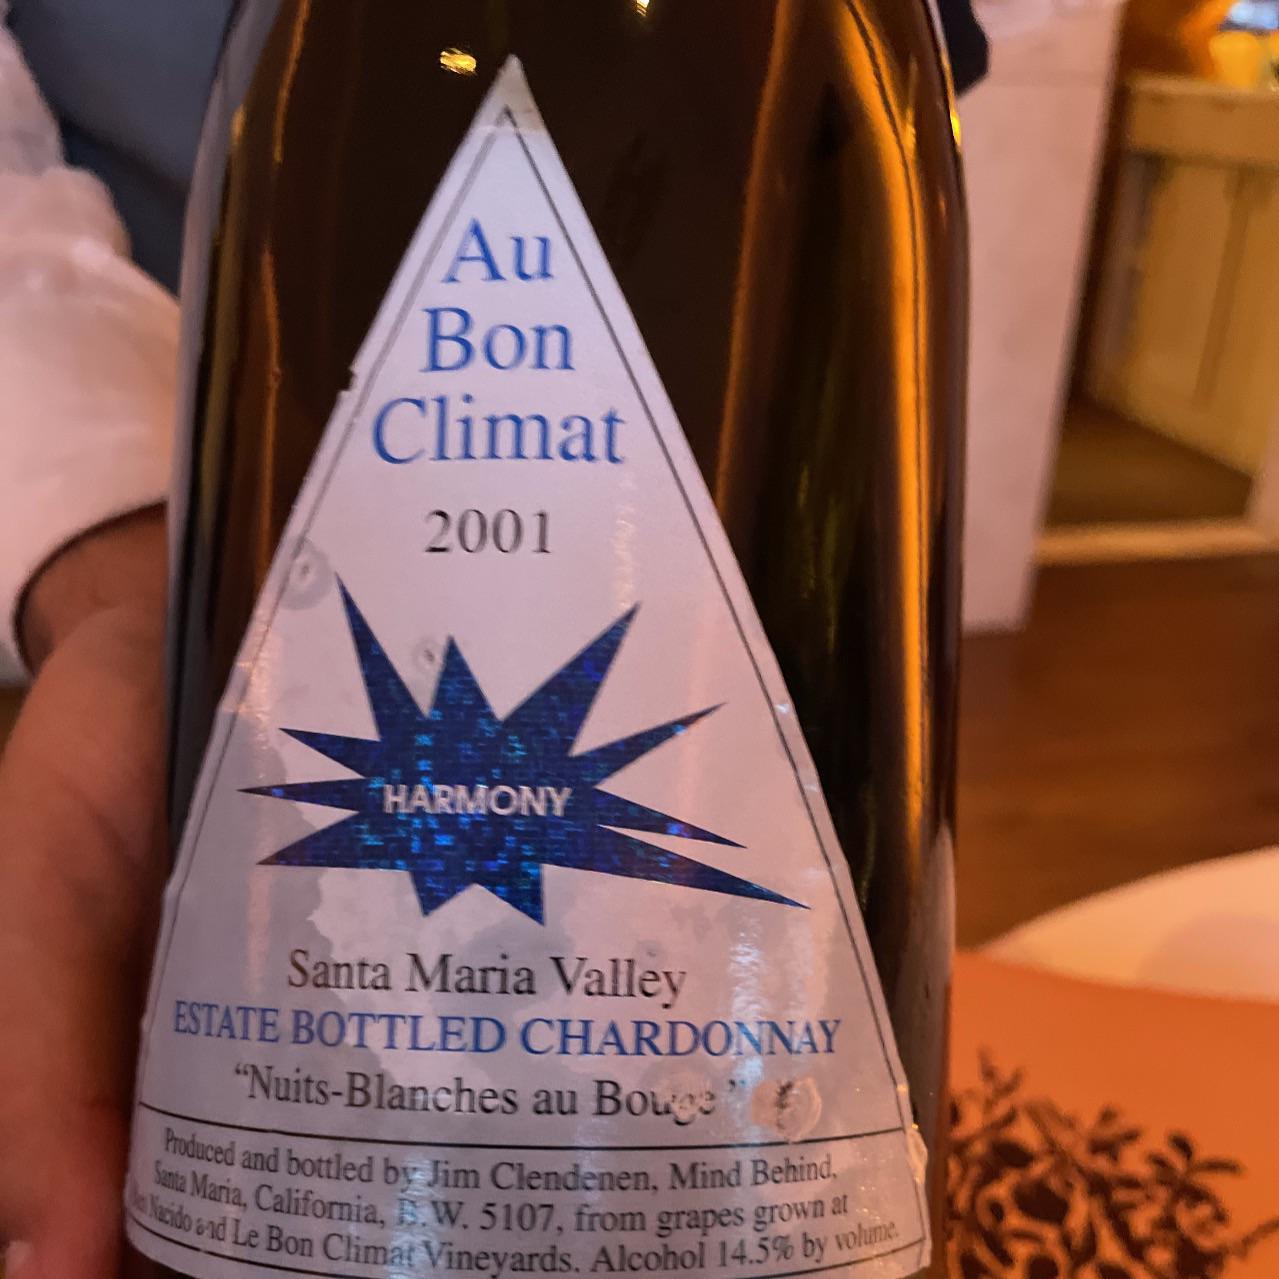 Au
Bon
Climat
2001
HARMONY
Santa Maria Valley
ESTATE BOTTLED CHARDONNAY
“Nuits-Blanches au Bouge”
Produced and bottled by Jim Clendenen, Mind Behind,
Santa Maria, California, B.W. 5107, from grapes grown at
Nacido and Le Bon Climat Vineyards. Alcohol 14.5% by volume.